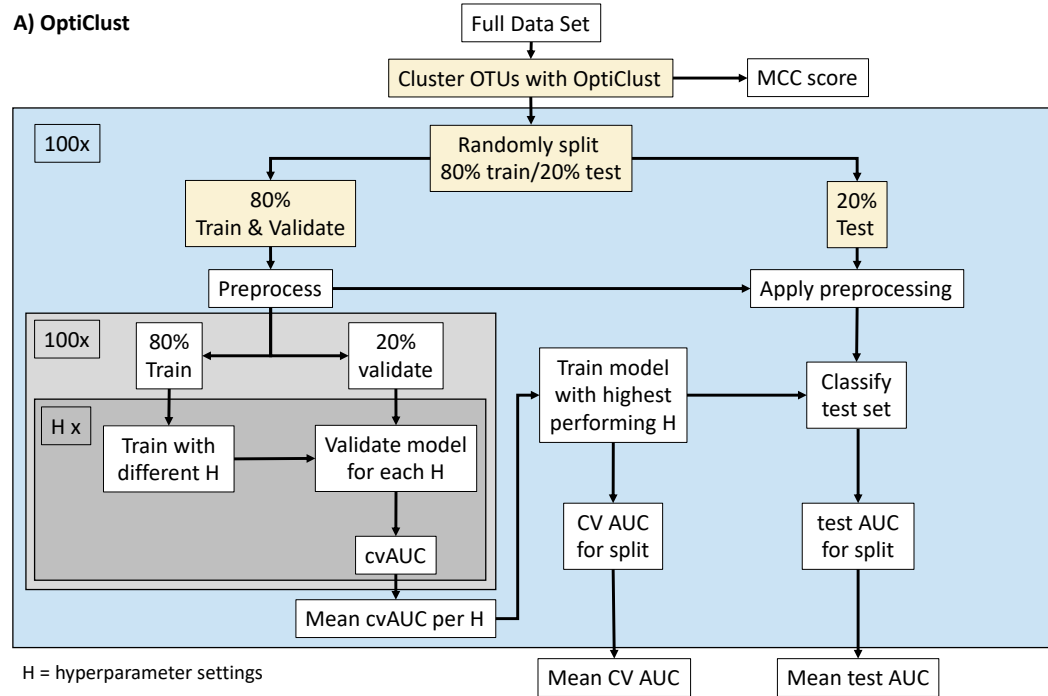 A) OptiClust
Full Data Set
Cluster OTUs with OptiClust
MCC score
100x
Randomly split
80% train/20% test
80%
Train & Validate
20%
Test
Preprocess
Apply preprocessing
100x
80%
Train
20%
validate
Train model
with highest
performing H
Classify
test set
H x
Train with
different H
Validate model
for each H
CV AUC
for split
test AUC
for split
cvAUC
Mean cvAUC per H
H = hyperparameter settings
Mean CV AUC
Mean test AUC